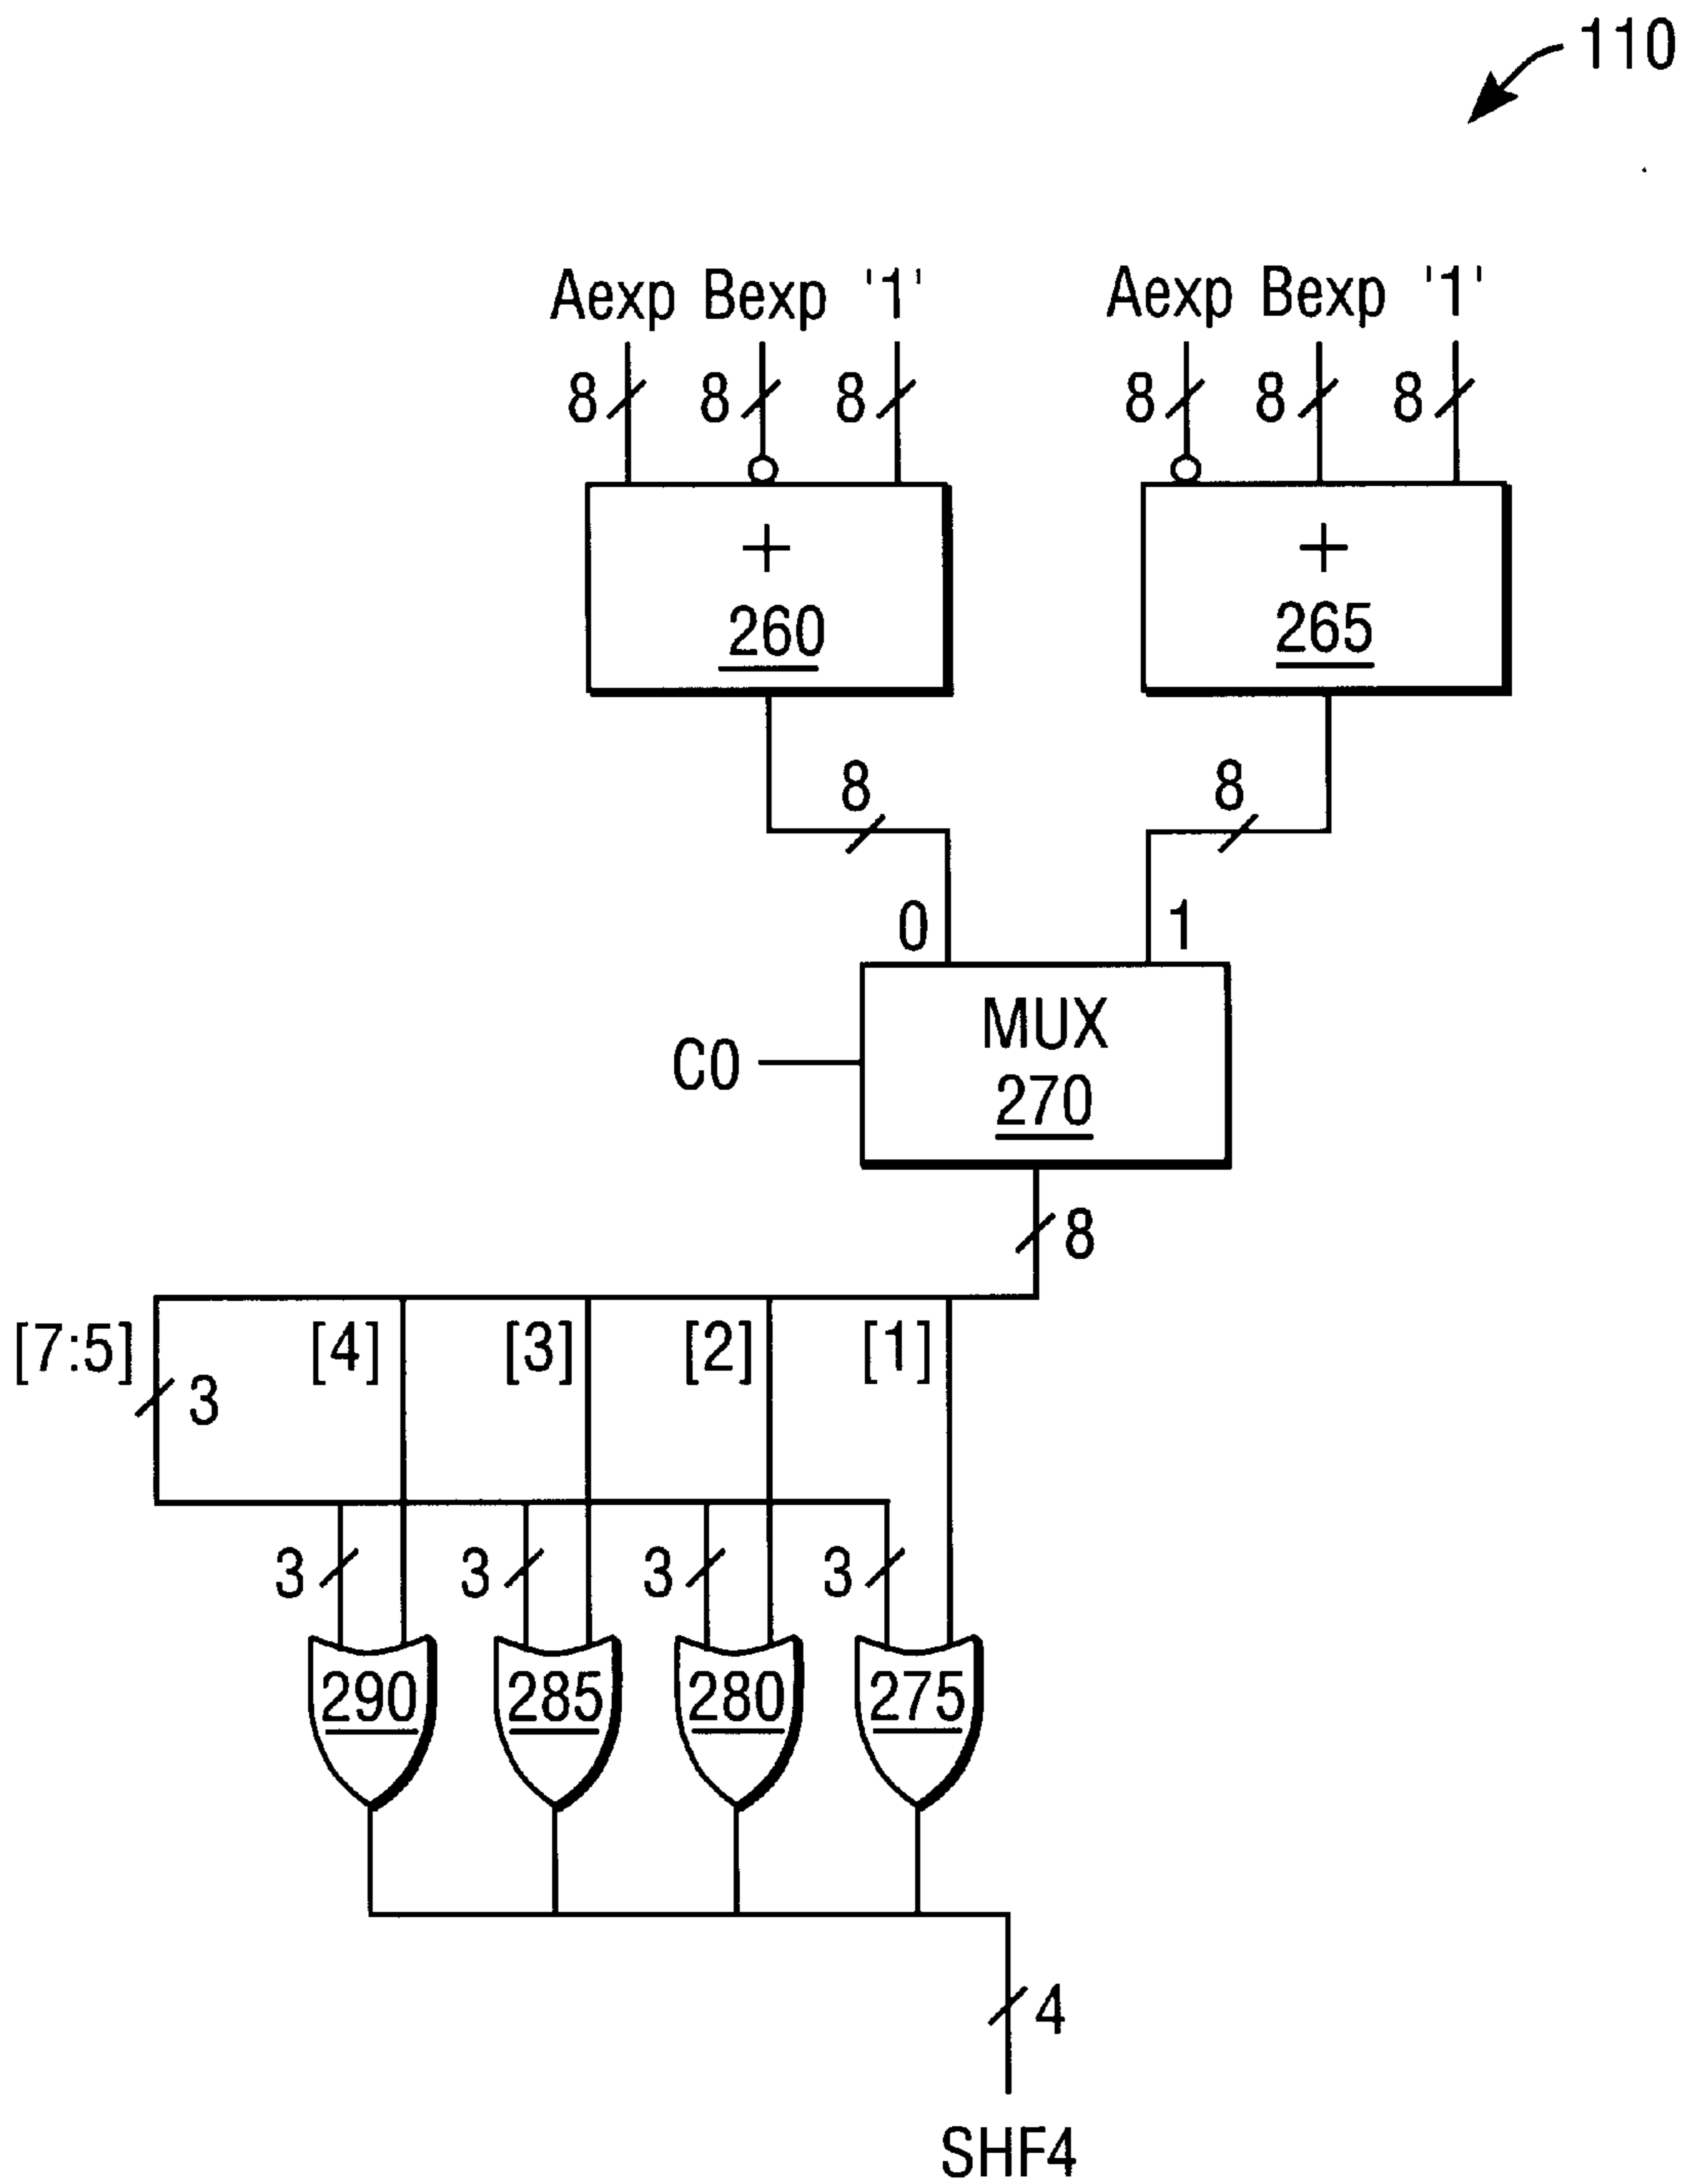 110
Aexp Bexp '1' Aexp Bexp '1'
8 8 8 8 8 8
+ +
260 265
8 8
0 1
MUX
C0
270
8
[7:5] [4] [3] [2] [1]
3
3 3 3 3
290 285 280 275
4
SHF4